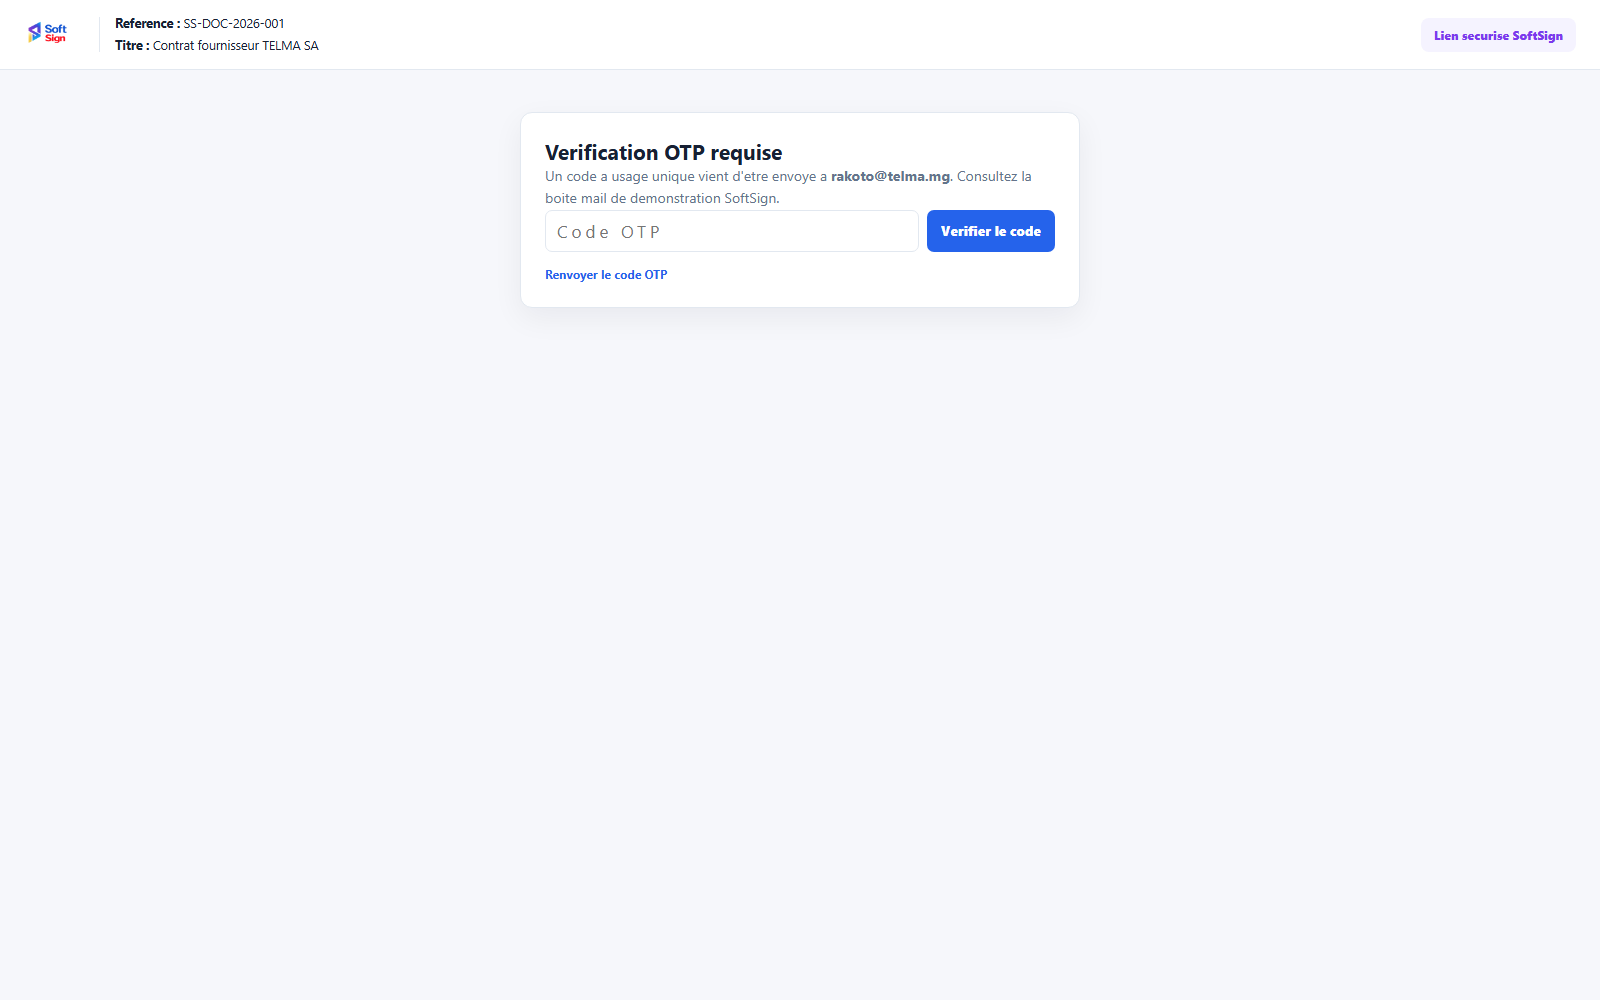 Soft
Sign
Reference : SS-DOC-2026-001
Titre : Contrat fournisseur TELMA SA
Lien securise SoftSign
Verification OTP requise
Un code a usage unique vient d'etre envoye a rakoto@telma.mg. Consultez la
boite mail de demonstration SoftSign.
Code OTP
Verifier le code
Renvoyer le code OTP